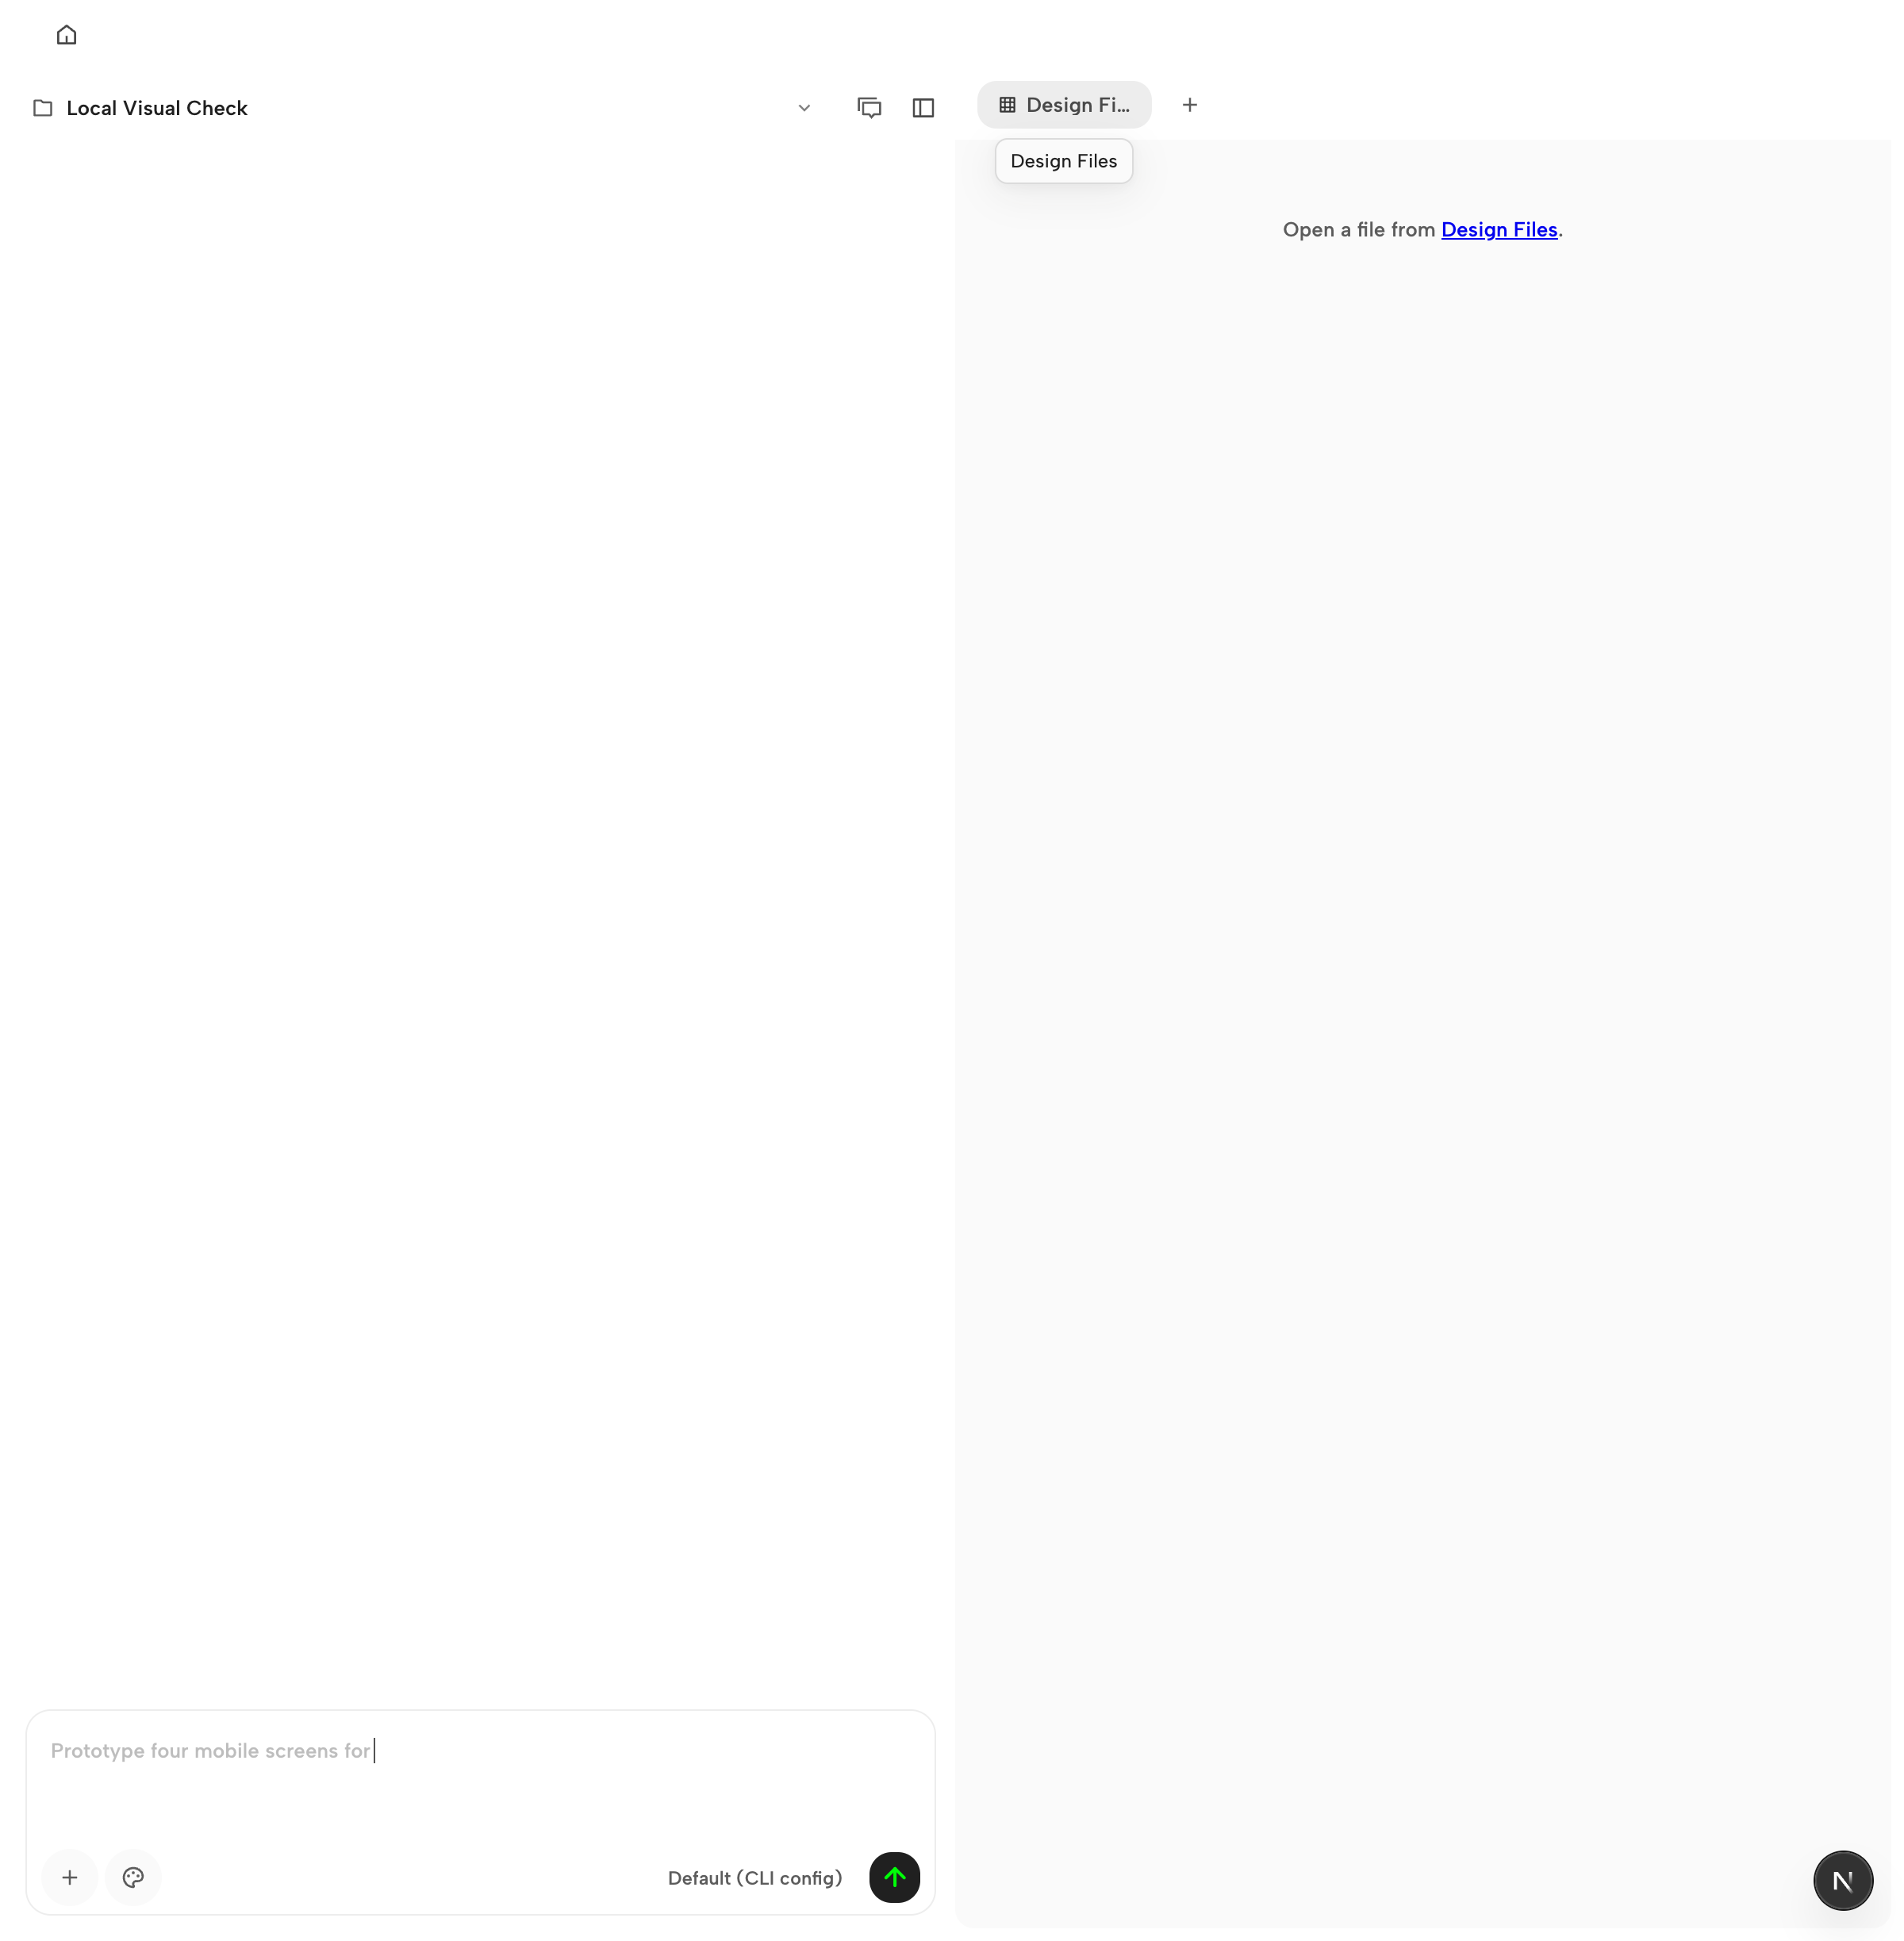 Local Visual Check
Design Fi...
Design Files
Open a file from Design Files.
Prototype four mobile screens for
Default (CLI config)
N